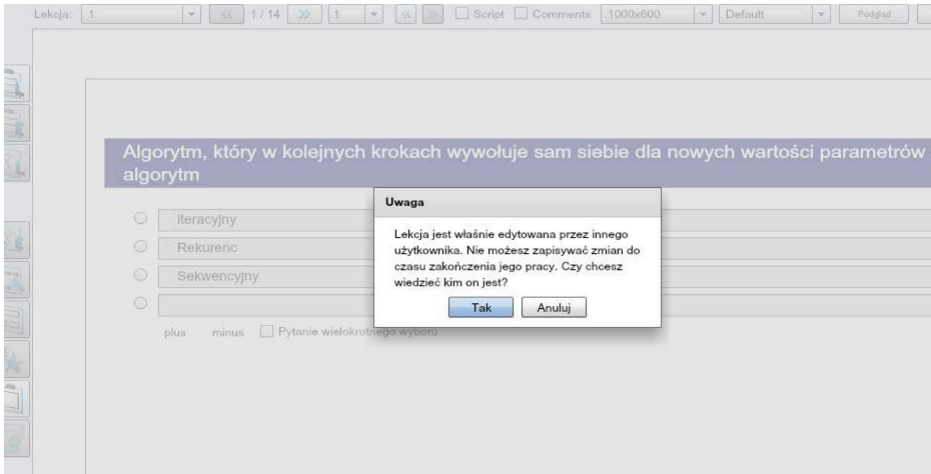 Lekcja: 1 1 / 14 1 Script Comments 1000x600 Default Podgląd
Algorytm, który w kolejnych krokach wywołuje sam siebie dla nowych wartości parametrów
algorytm
Uwaga
Lekcja jest właśnie edytowana przez innego
użytkownika. Nie możesz zapisywać zmian do
czasu zakończenia jego pracy. Czy chcesz
wiedzieć kim on jest?
Tak Anuluj
iteracyjny
Rekurenc
Sekwencyjny
plus minus Pytanie wielokrotnego wyboru